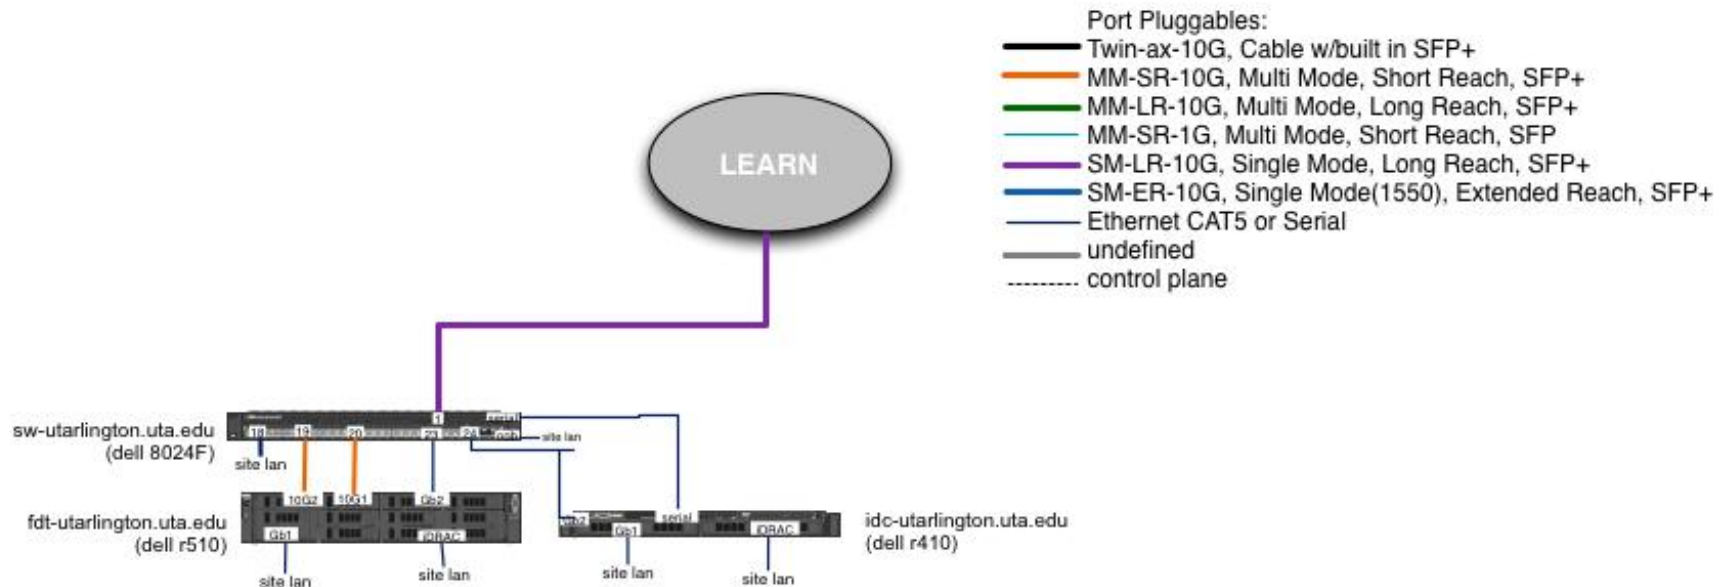 Port Pluggables:
Twin-ax-10G, Cable w/built in SFP+
MM-SR-10G, Multi Mode, Short Reach, SFP+
MM-LR-10G, Multi Mode, Long Reach, SFP+
MM-SR-1G, Multi Mode, Short Reach, SFP
SM-LR-10G, Single Mode, Long Reach, SFP+
SM-ER-10G, Single Mode(1550), Extended Reach, SFP+
Ethernet CAT5 or Serial
undefined
control plane
LEARN
1 serial
sw-utarlington.uta.edu
(dell 8024F)
18 19 20 23 24 oob site lan
site lan
10G2 10G1 Gb2
fdt-utarlington.uta.edu
(dell r510)
Gb1 iDRAC
site lan site lan
Gb2 Gb1 serial iDRAC
idc-utarlington.uta.edu
(dell r410)
site lan site lan